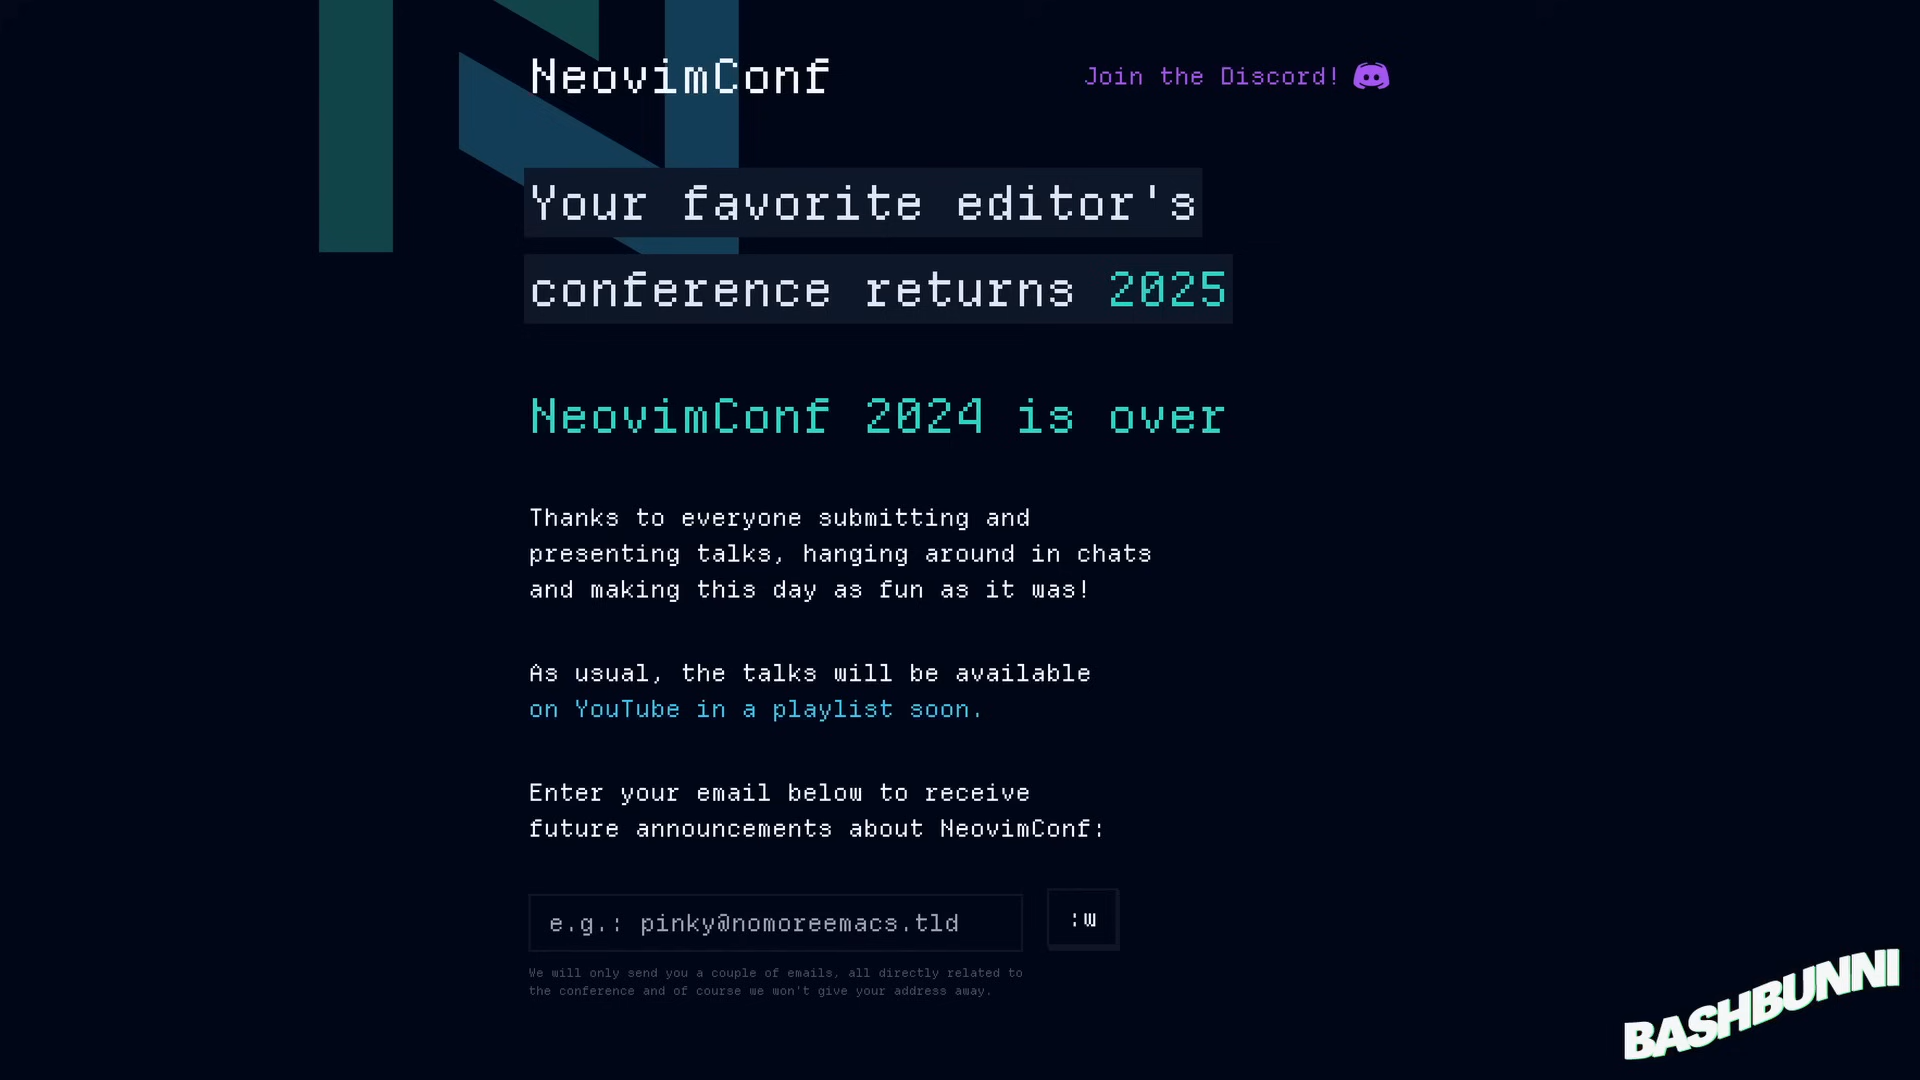 NeovimConf
Join the Discord!
Your favorite editor's
conference returns 2025
NeovimConf 2024 is over
Thanks to everyone submitting and
presenting talks, hanging around in chats
and making this day as fun as it was!
As usual, the talks will be available
on YouTube in a playlist soon.
Enter your email below to receive
future announcements about NeovimConf:
e.g.: pinky@nomoreemacs.tld
:w
We will only send you a couple of emails, all directly related to
the conference and of course we won't give your address away.
BASHBUNNI